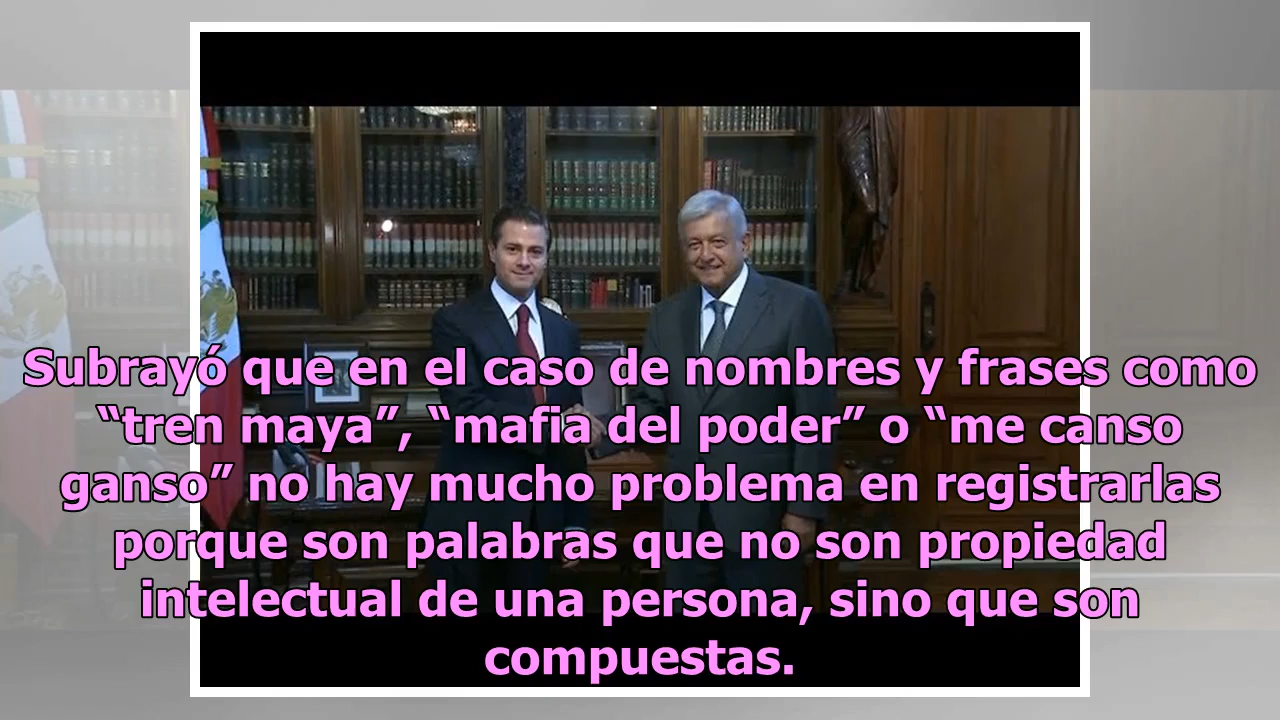 Subrayó que en el caso de nombres y frases como
“tren maya”, “mafia del poder” o “me canso
ganso” no hay mucho problema en registrarlas
porque son palabras que no son propiedad
intelectual de una persona, sino que son
compuestas.